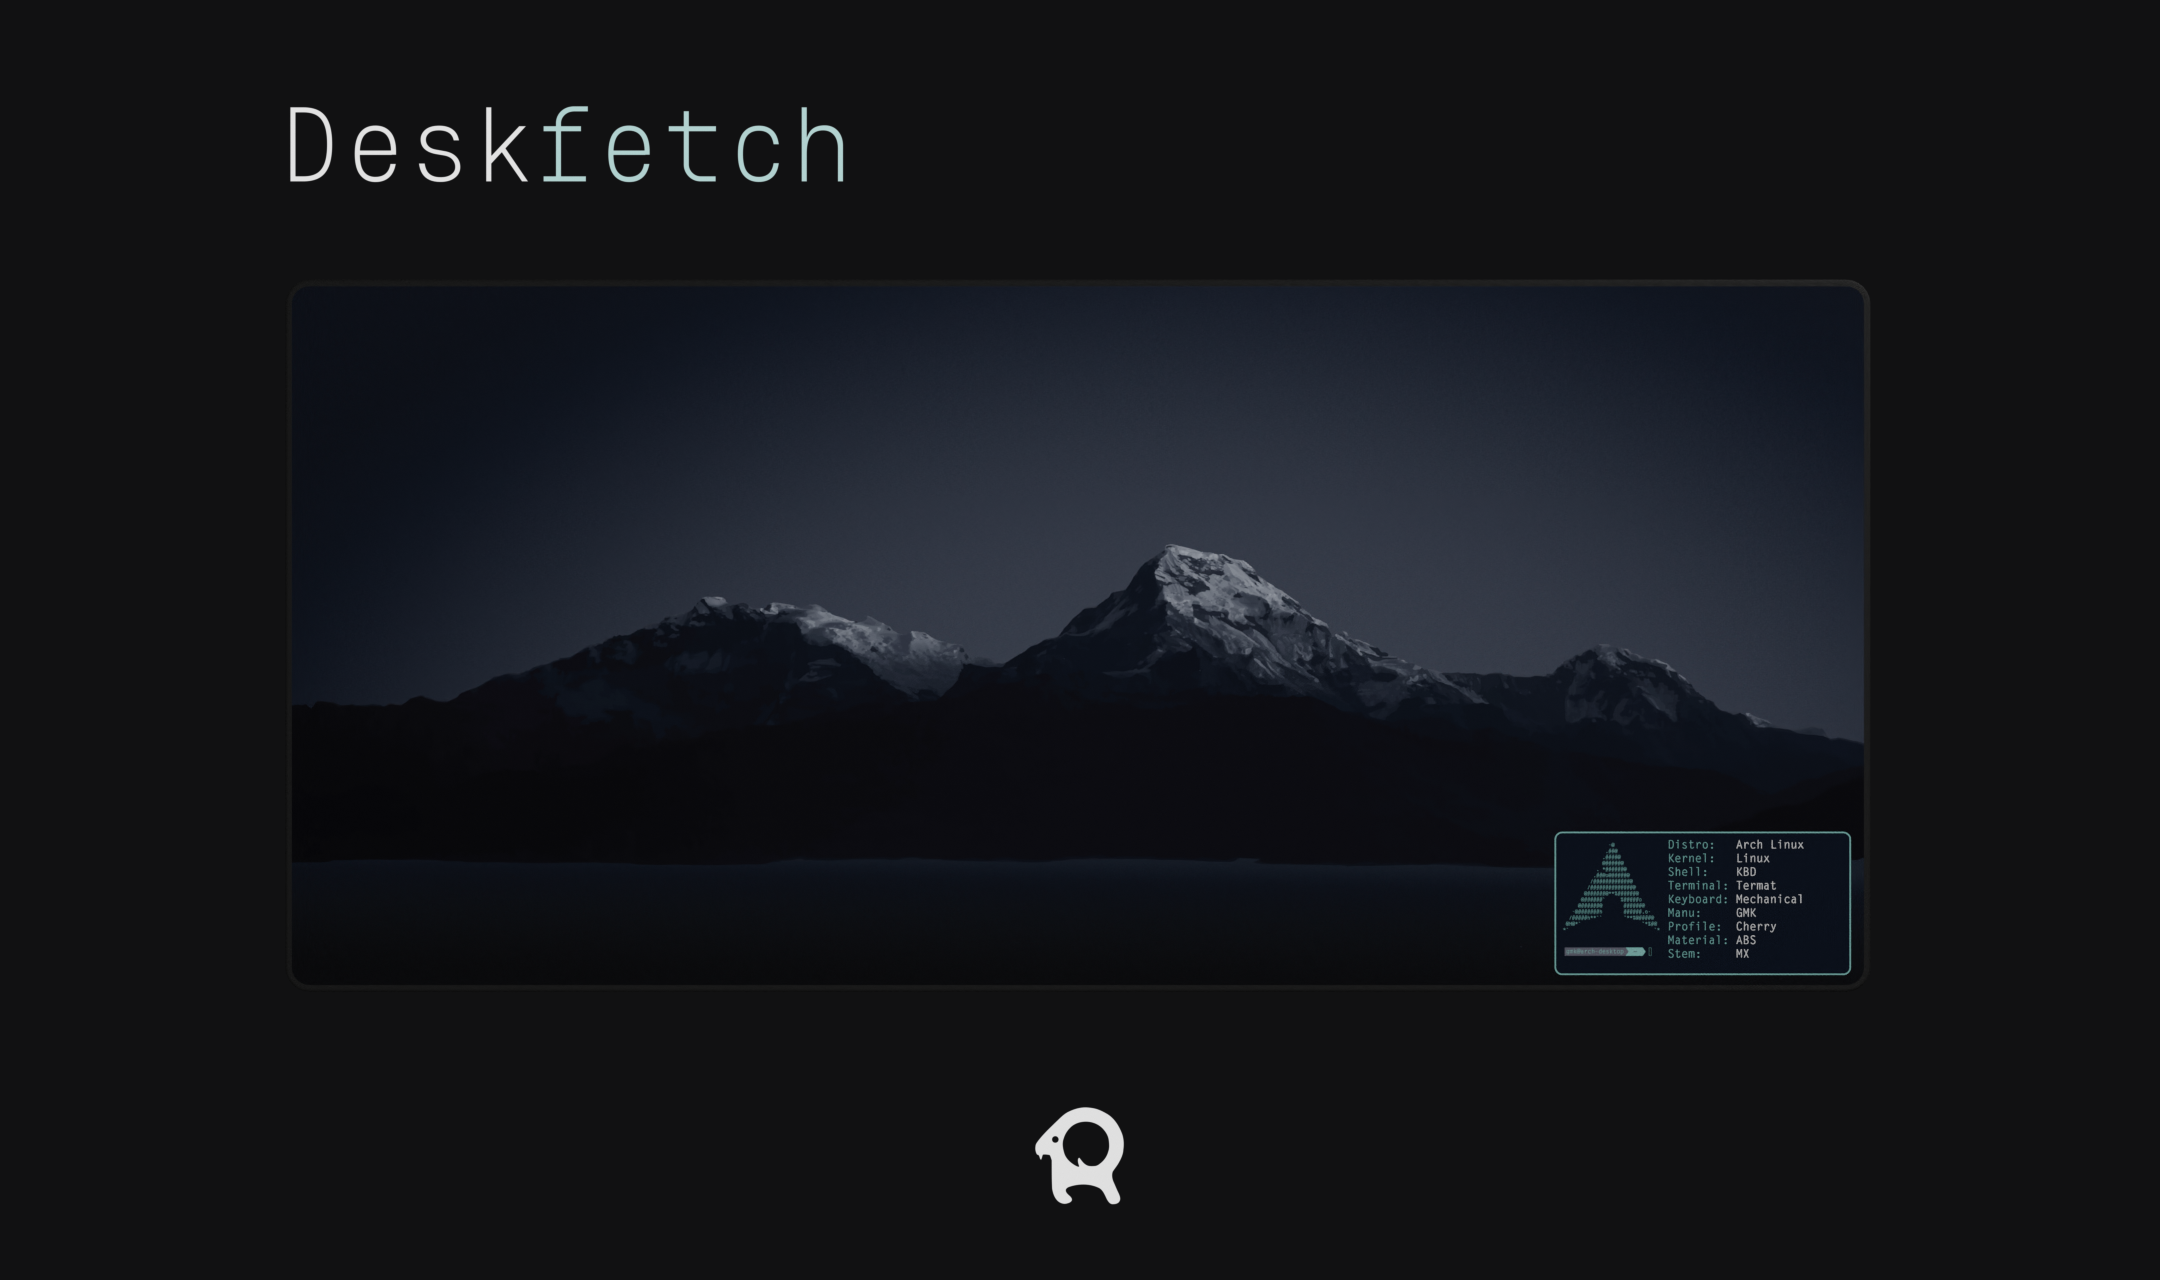 Deskfetch
Distro: Arch Linux
Kernel: Linux
Shell: KBD
Terminal: Termat
Keyboard: Mechanical
Manu: GMK
Profile: Cherry
Material: ABS
Stem: MX